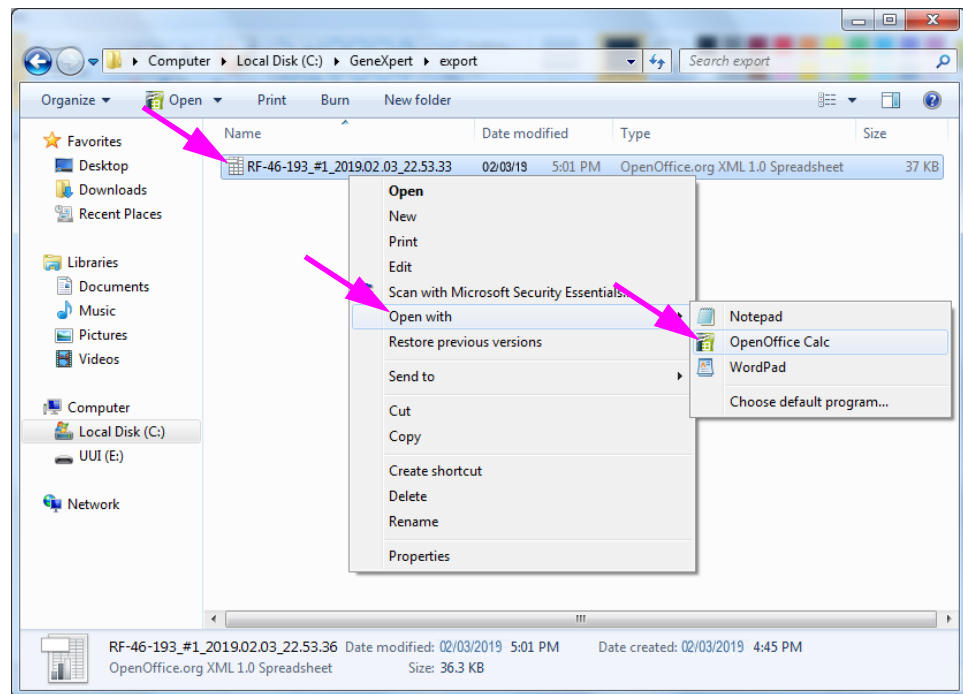 Computer Local Disk (C:) GeneXpert export Search export
Organize Open Print Burn New folder
Name Date modified Type Size
RF-46-193_#1_2019.02.03_22.53.33 02/03/19 5:01 PM OpenOffice.org XML 1.0 Spreadsheet 37 KB
Favorites
Desktop
Downloads
Recent Places
Libraries
Documents
Music
Pictures
Videos
Computer
Local Disk (C:)
UUI (E:)
Network
Open
New
Print
Edit
Scan with Microsoft Security Essentials...
Open with
Restore previous versions
Send to
Cut
Copy
Create shortcut
Delete
Rename
Properties
Notepad
OpenOffice Calc
WordPad
Choose default program...
RF-46-193_#1_2019.02.03_22.53.36 Date modified: 02/03/2019 5:01 PM Date created: 02/03/2019 4:45 PM
OpenOffice.org XML 1.0 Spreadsheet Size: 36.3 KB